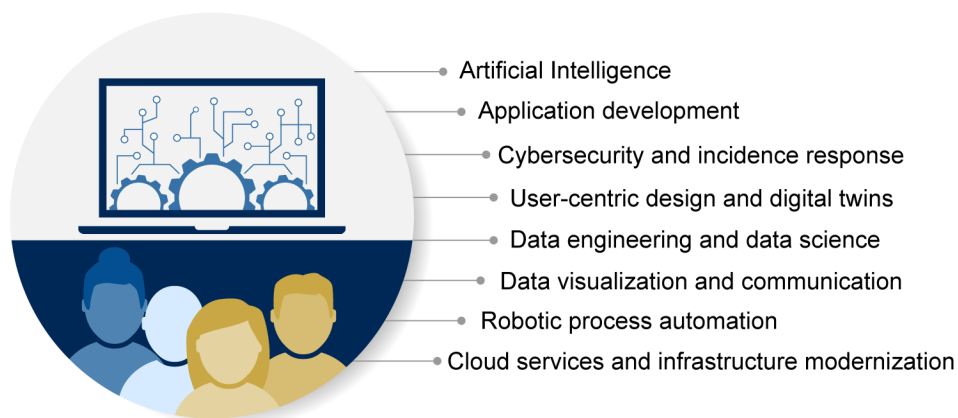 Artificial Intelligence
Application development
Cybersecurity and incidence response
User-centric design and digital twins
Data engineering and data science
Data visualization and communication
Robotic process automation
Cloud services and infrastructure modernization